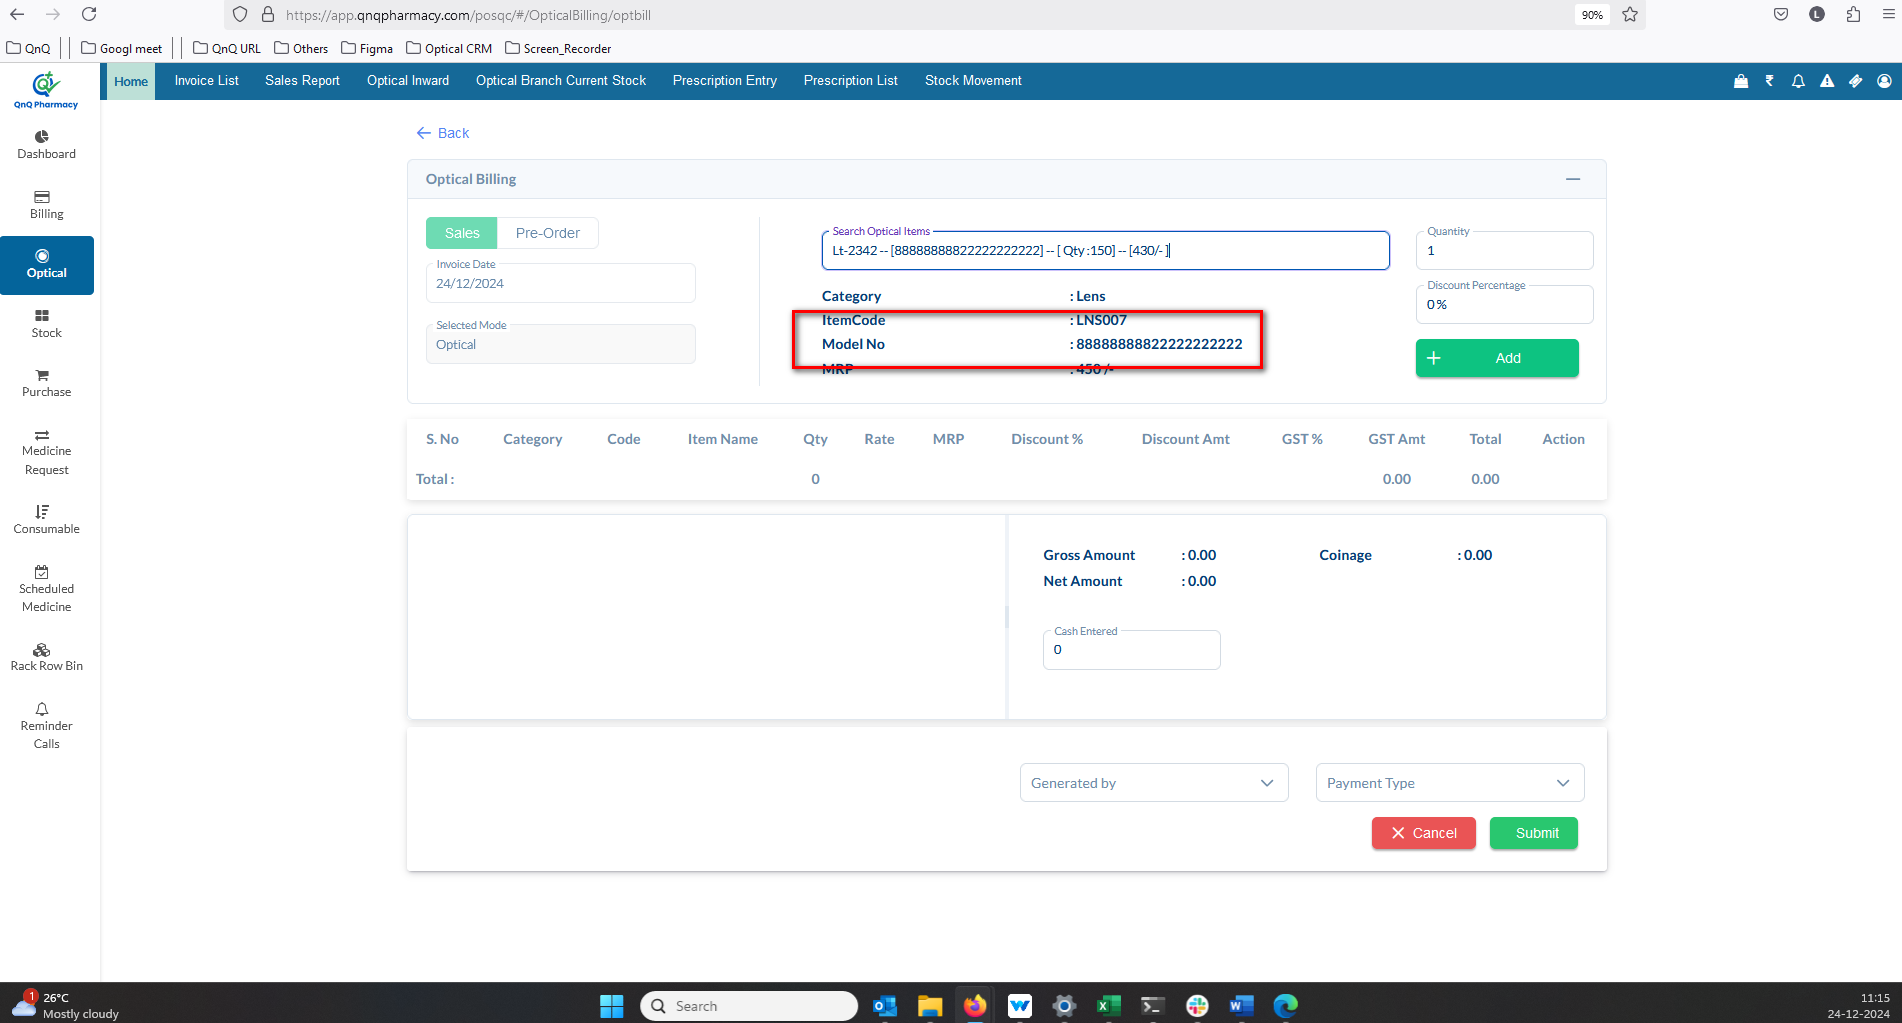 https://app.qnqpharmacy.com/posqc/#/OpticalBilling/optbill
90%
L
QnQ
Googl meet
QnQ URL
Others
Figma
Optical CRM
Screen_Recorder
QnQ Pharmacy
Home
Invoice List
Sales Report
Optical Inward
Optical Branch Current Stock
Prescription Entry
Prescription List
Stock Movement
Dashboard
Billing
Optical
Stock
Purchase
Medicine
Request
Consumable
Scheduled
Medicine
Rack Row Bin
Reminder
Calls
Back
Optical Billing
Sales
Pre-Order
Invoice Date
24/12/2024
Selected Mode
Optical
Search Optical Items
Lt-2342 -- [88888888822222222222] -- [ Qty :150] -- [430/- ]
Category : Lens
ItemCode : LNS007
Model No : 88888888822222222222
MRP : 450 /-
Quantity
1
Discount Percentage
0%
Add
S. No Category Code Item Name Qty Rate MRP Discount % Discount Amt GST % GST Amt Total Action
Total : 0 0.00 0.00
Gross Amount : 0.00 Coinage : 0.00
Net Amount : 0.00
Cash Entered
0
Generated by
Payment Type
Cancel
Submit
1
26°C
Mostly cloudy
Search
11:15
24-12-2024